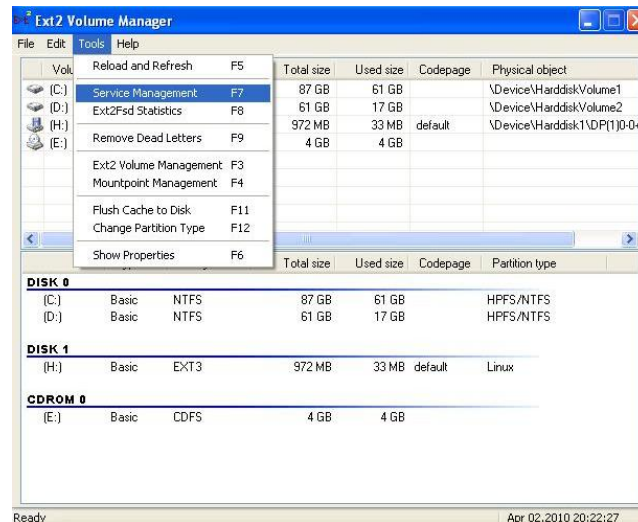 Ext2 Volume Manager
File Edit Tools Help
Volu Total size Used size Codepage Physical object
(C:) 87 GB 61 GB \Device\HarddiskVolume1
(D:) 61 GB 17 GB \Device\HarddiskVolume2
(H:) 972 MB 33 MB default \Device\Harddisk1\DP(1)0-0+
(E:) 4 GB 4 GB
Reload and Refresh F5
Service Management F7
Ext2Fsd Statistics F8
Remove Dead Letters F9
Ext2 Volume Management F3
Mountpoint Management F4
Flush Cache to Disk F11
Change Partition Type F12
Show Properties F6
Total size Used size Codepage Partition type
DISK 0
(C:) Basic NTFS 87 GB 61 GB HPFS/NTFS
(D:) Basic NTFS 61 GB 17 GB HPFS/NTFS
DISK 1
(H:) Basic EXT3 972 MB 33 MB default Linux
CDROM 0
(E:) Basic CDFS 4 GB 4 GB
Ready Apr 02,2010 20:22:27